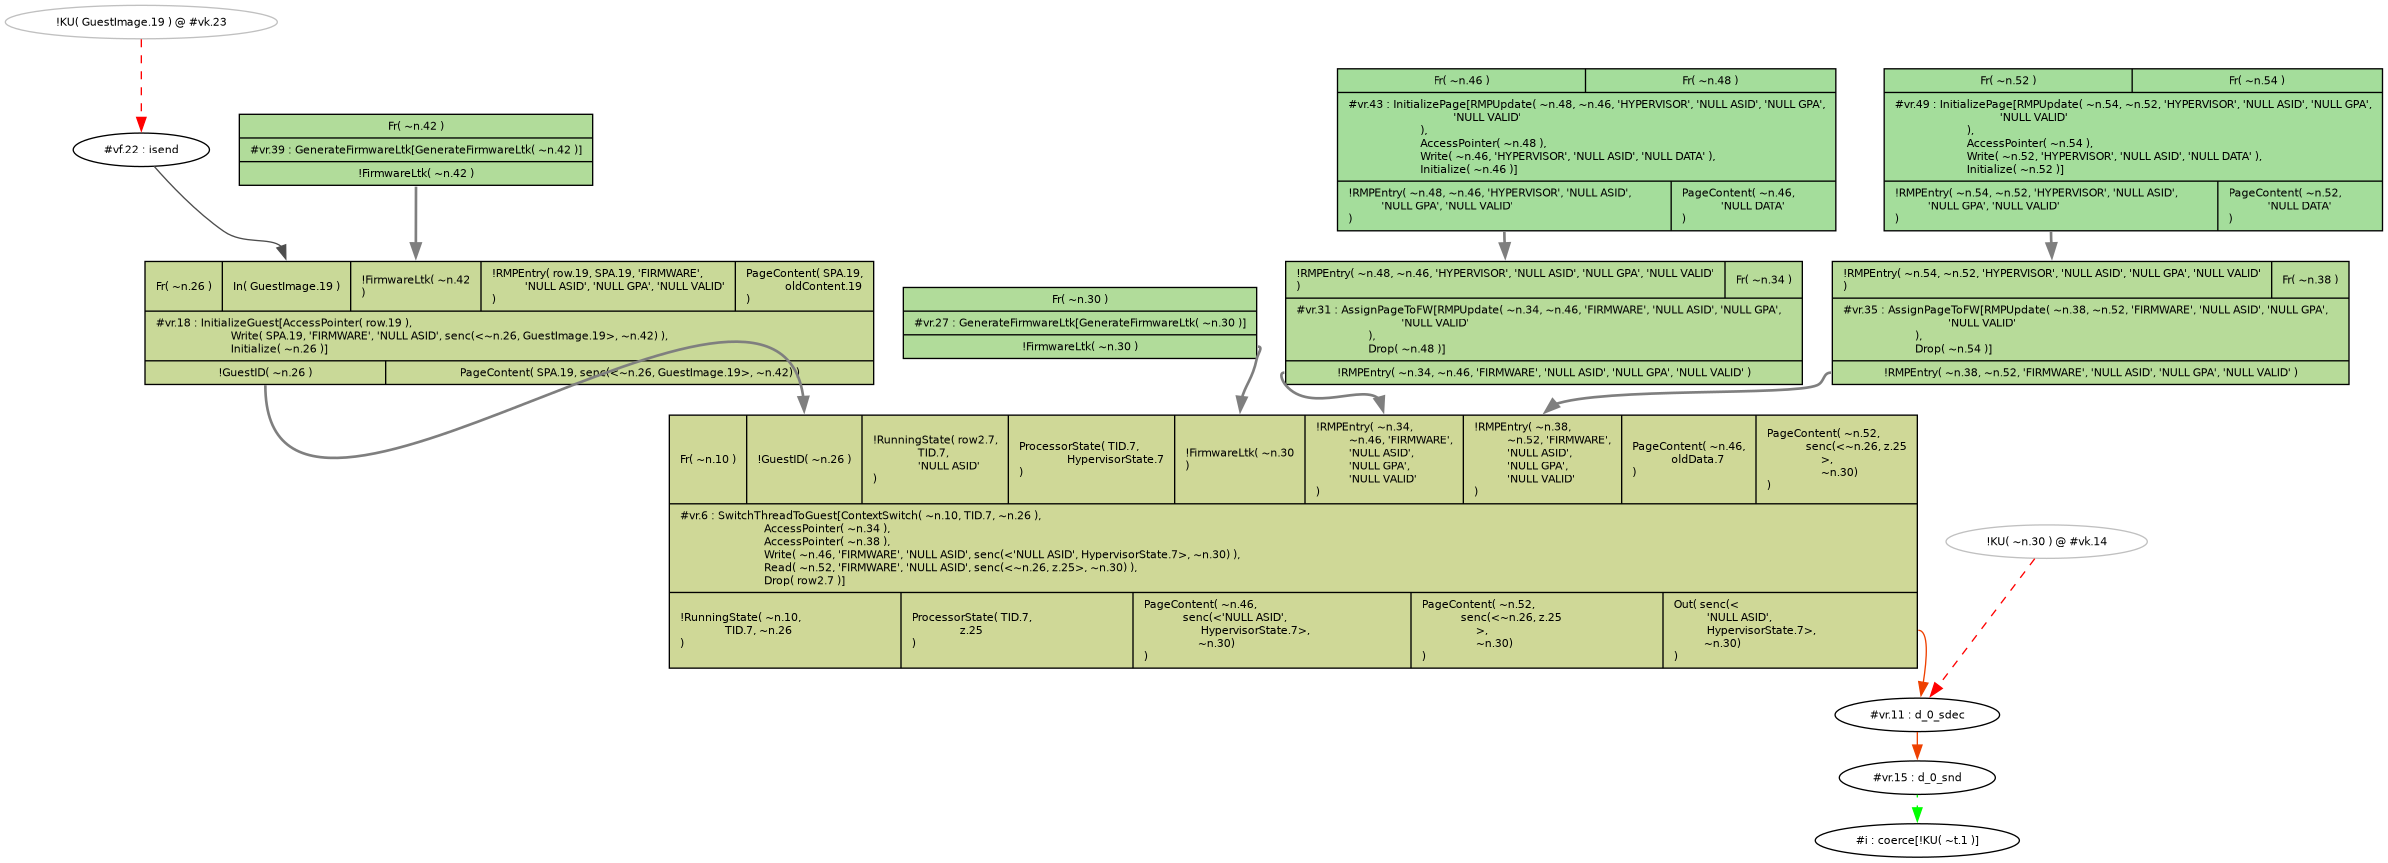 !KU( GuestImage.19 ) @ #vk.23
#vf.22 : isend
Fr( ~n.42 )
#vr.39 : GenerateFirmwareLtk[GenerateFirmwareLtk( ~n.42 )]
!FirmwareLtk( ~n.42 )
Fr( ~n.46 )
Fr( ~n.48 )
#vr.43 : InitializePage[RMPUpdate( ~n.48, ~n.46, 'HYPERVISOR', 'NULL ASID', 'NULL GPA',
'NULL VALID'
),
AccessPointer( ~n.48 ),
Write( ~n.46, 'HYPERVISOR', 'NULL ASID', 'NULL DATA' ),
Initialize( ~n.46 )]
!RMPEntry( ~n.48, ~n.46, 'HYPERVISOR', 'NULL ASID',
'NULL GPA', 'NULL VALID'
)
PageContent( ~n.46,
'NULL DATA'
)
Fr( ~n.52 )
Fr( ~n.54 )
#vr.49 : InitializePage[RMPUpdate( ~n.54, ~n.52, 'HYPERVISOR', 'NULL ASID', 'NULL GPA',
'NULL VALID'
),
AccessPointer( ~n.54 ),
Write( ~n.52, 'HYPERVISOR', 'NULL ASID', 'NULL DATA' ),
Initialize( ~n.52 )]
!RMPEntry( ~n.54, ~n.52, 'HYPERVISOR', 'NULL ASID',
'NULL GPA', 'NULL VALID'
)
PageContent( ~n.52,
'NULL DATA'
)
Fr( ~n.26 )
In( GuestImage.19 )
!FirmwareLtk( ~n.42
)
!RMPEntry( row.19, SPA.19, 'FIRMWARE',
'NULL ASID', 'NULL GPA', 'NULL VALID'
)
PageContent( SPA.19,
oldContent.19
)
#vr.18 : InitializeGuest[AccessPointer( row.19 ),
Write( SPA.19, 'FIRMWARE', 'NULL ASID', senc(<~n.26, GuestImage.19>, ~n.42) ),
Initialize( ~n.26 )]
!GuestID( ~n.26 )
PageContent( SPA.19, senc(<~n.26, GuestImage.19>, ~n.42) )
Fr( ~n.30 )
#vr.27 : GenerateFirmwareLtk[GenerateFirmwareLtk( ~n.30 )]
!FirmwareLtk( ~n.30 )
!RMPEntry( ~n.48, ~n.46, 'HYPERVISOR', 'NULL ASID', 'NULL GPA', 'NULL VALID'
)
Fr( ~n.34 )
#vr.31 : AssignPageToFW[RMPUpdate( ~n.34, ~n.46, 'FIRMWARE', 'NULL ASID', 'NULL GPA',
'NULL VALID'
),
Drop( ~n.48 )]
!RMPEntry( ~n.34, ~n.46, 'FIRMWARE', 'NULL ASID', 'NULL GPA', 'NULL VALID' )
!RMPEntry( ~n.54, ~n.52, 'HYPERVISOR', 'NULL ASID', 'NULL GPA', 'NULL VALID'
)
Fr( ~n.38 )
#vr.35 : AssignPageToFW[RMPUpdate( ~n.38, ~n.52, 'FIRMWARE', 'NULL ASID', 'NULL GPA',
'NULL VALID'
),
Drop( ~n.54 )]
!RMPEntry( ~n.38, ~n.52, 'FIRMWARE', 'NULL ASID', 'NULL GPA', 'NULL VALID' )
Fr( ~n.10 )
!GuestID( ~n.26 )
!RunningState( row2.7,
TID.7,
'NULL ASID'
)
ProcessorState( TID.7,
HypervisorState.7
)
!FirmwareLtk( ~n.30
)
!RMPEntry( ~n.34,
~n.46, 'FIRMWARE',
'NULL ASID',
'NULL GPA',
'NULL VALID'
)
!RMPEntry( ~n.38,
~n.52, 'FIRMWARE',
'NULL ASID',
'NULL GPA',
'NULL VALID'
)
PageContent( ~n.46,
oldData.7
)
PageContent( ~n.52,
senc(<~n.26, z.25
>,
~n.30)
)
#vr.6 : SwitchThreadToGuest[ContextSwitch( ~n.10, TID.7, ~n.26 ),
AccessPointer( ~n.34 ),
AccessPointer( ~n.38 ),
Write( ~n.46, 'FIRMWARE', 'NULL ASID', senc(<'NULL ASID', HypervisorState.7>, ~n.30) ),
Read( ~n.52, 'FIRMWARE', 'NULL ASID', senc(<~n.26, z.25>, ~n.30) ),
Drop( row2.7 )]
!RunningState( ~n.10,
TID.7, ~n.26
)
ProcessorState( TID.7,
z.25
)
PageContent( ~n.46,
senc(<'NULL ASID',
HypervisorState.7>,
~n.30)
)
PageContent( ~n.52,
senc(<~n.26, z.25
>,
~n.30)
)
Out( senc(<
'NULL ASID',
HypervisorState.7>,
~n.30)
)
!KU( ~n.30 ) @ #vk.14
#vr.11 : d_0_sdec
#vr.15 : d_0_snd
#i : coerce[!KU( ~t.1 )]